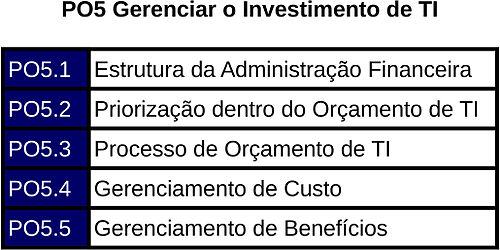 PO5 Gerenciar o Investimento de TI
PO5.1 Estrutura da Administração Financeira
PO5.2 Priorização dentro do Orçamento de TI
PO5.3 Processo de Orçamento de TI
PO5.4 Gerenciamento de Custo
PO5.5 Gerenciamento de Benefícios